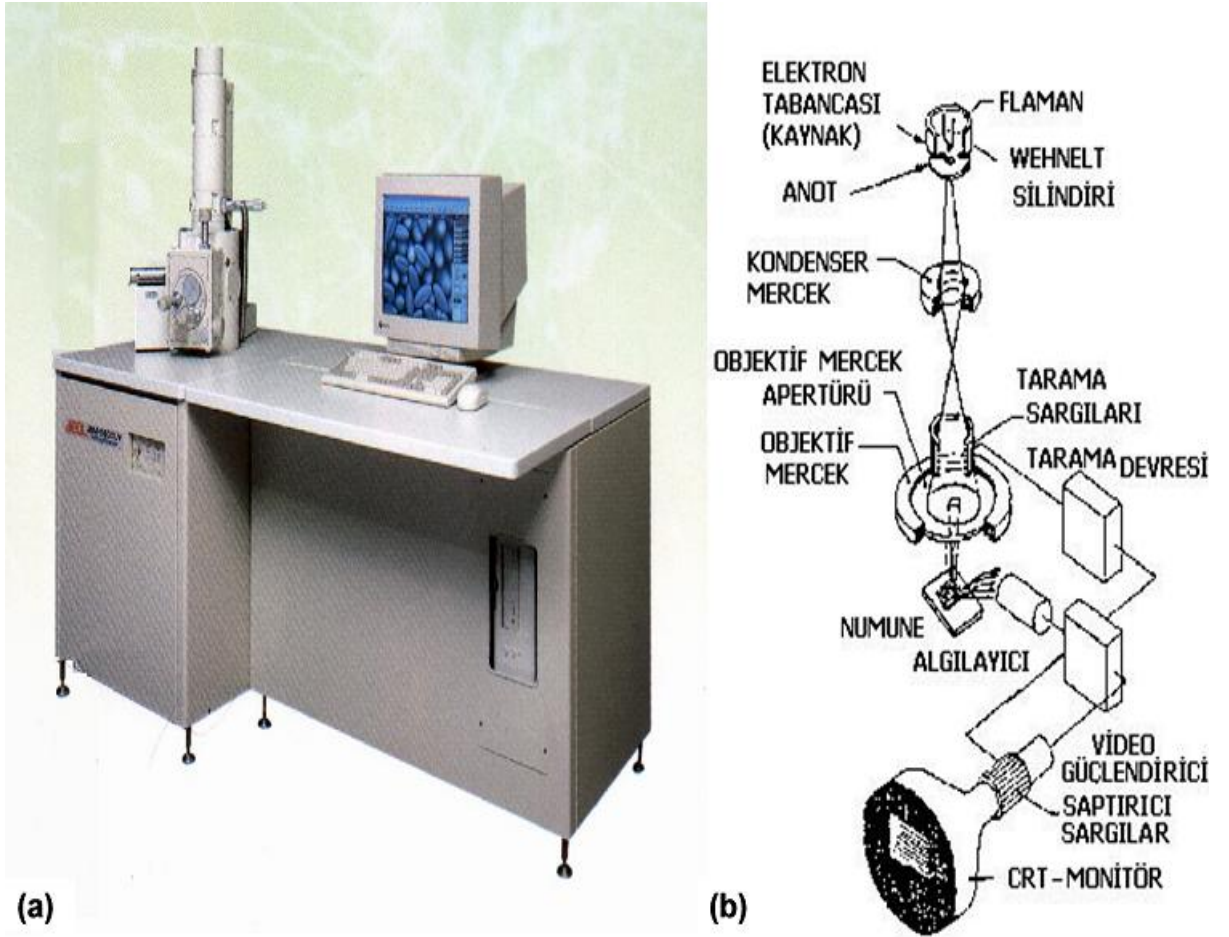 ELEKTRON
TABANCASI
(KAYNAK)
FLAMAN
WEHNELT
SİLİNDİRİ
ANOT
KONDENSER
MERCEK
OBJEKTİF MERCEK
APERTÜRÜ
TARAMA
SARGILARI
OBJEKTİF
MERCEK
TARAMA DEVRESİ
NUMUNE
ALGILAYICI
VİDEO
GÜÇLENDİRİCİ
SAPTIRICI
SARGILAR
CRT-MONİTÖR
(a)
(b)